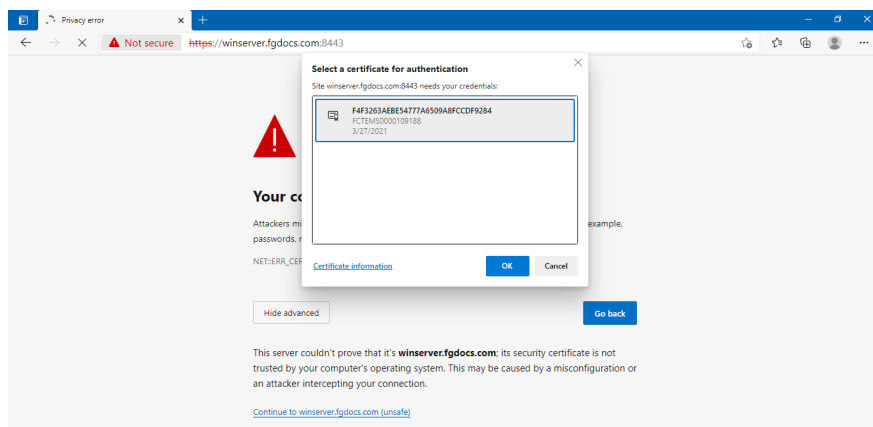 Privacy error
Not secure
https://winserver.fgdocs.com:8443
Select a certificate for authentication
Site winserver.fgdocs.com:8443 needs your credentials:
F4F3263AEBE54777A6509A8FCCDF9284
FCTEMS0000109188
3/27/2021
Your co
Attackers mi
example,
passwords, r
NET::ERR_CER
Certificate information
OK
Cancel
Hide advanced
Go back
This server couldn't prove that it's winserver.fgdocs.com; its security certificate is not
trusted by your computer's operating system. This may be caused by a misconfiguration or
an attacker intercepting your connection.
Continue to winserver.fgdocs.com (unsafe)